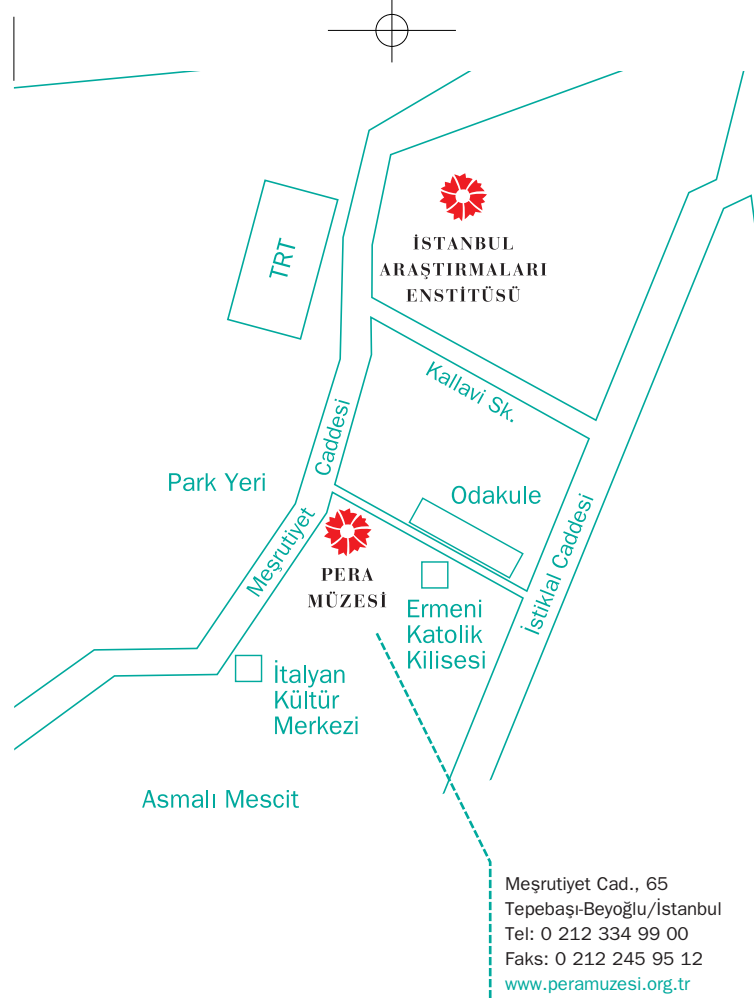 İSTANBUL
ARAŞTIRMALARI
ENSTİTÜSÜ
TRT
Kallavi Sk.
Caddesi
Park Yeri
Odakule
Meşrutiyet
İstiklal Caddesi
PERA
MÜZESİ
Ermeni
Katolik
Kilisesi
İtalyan
Kültür
Merkezi
Asmalı Mescit
Meşrutiyet Cad., 65
Tepebaşı-Beyoğlu/İstanbul
Tel: 0 212 334 99 00
Faks: 0 212 245 95 12
www.peramuzesi.org.tr